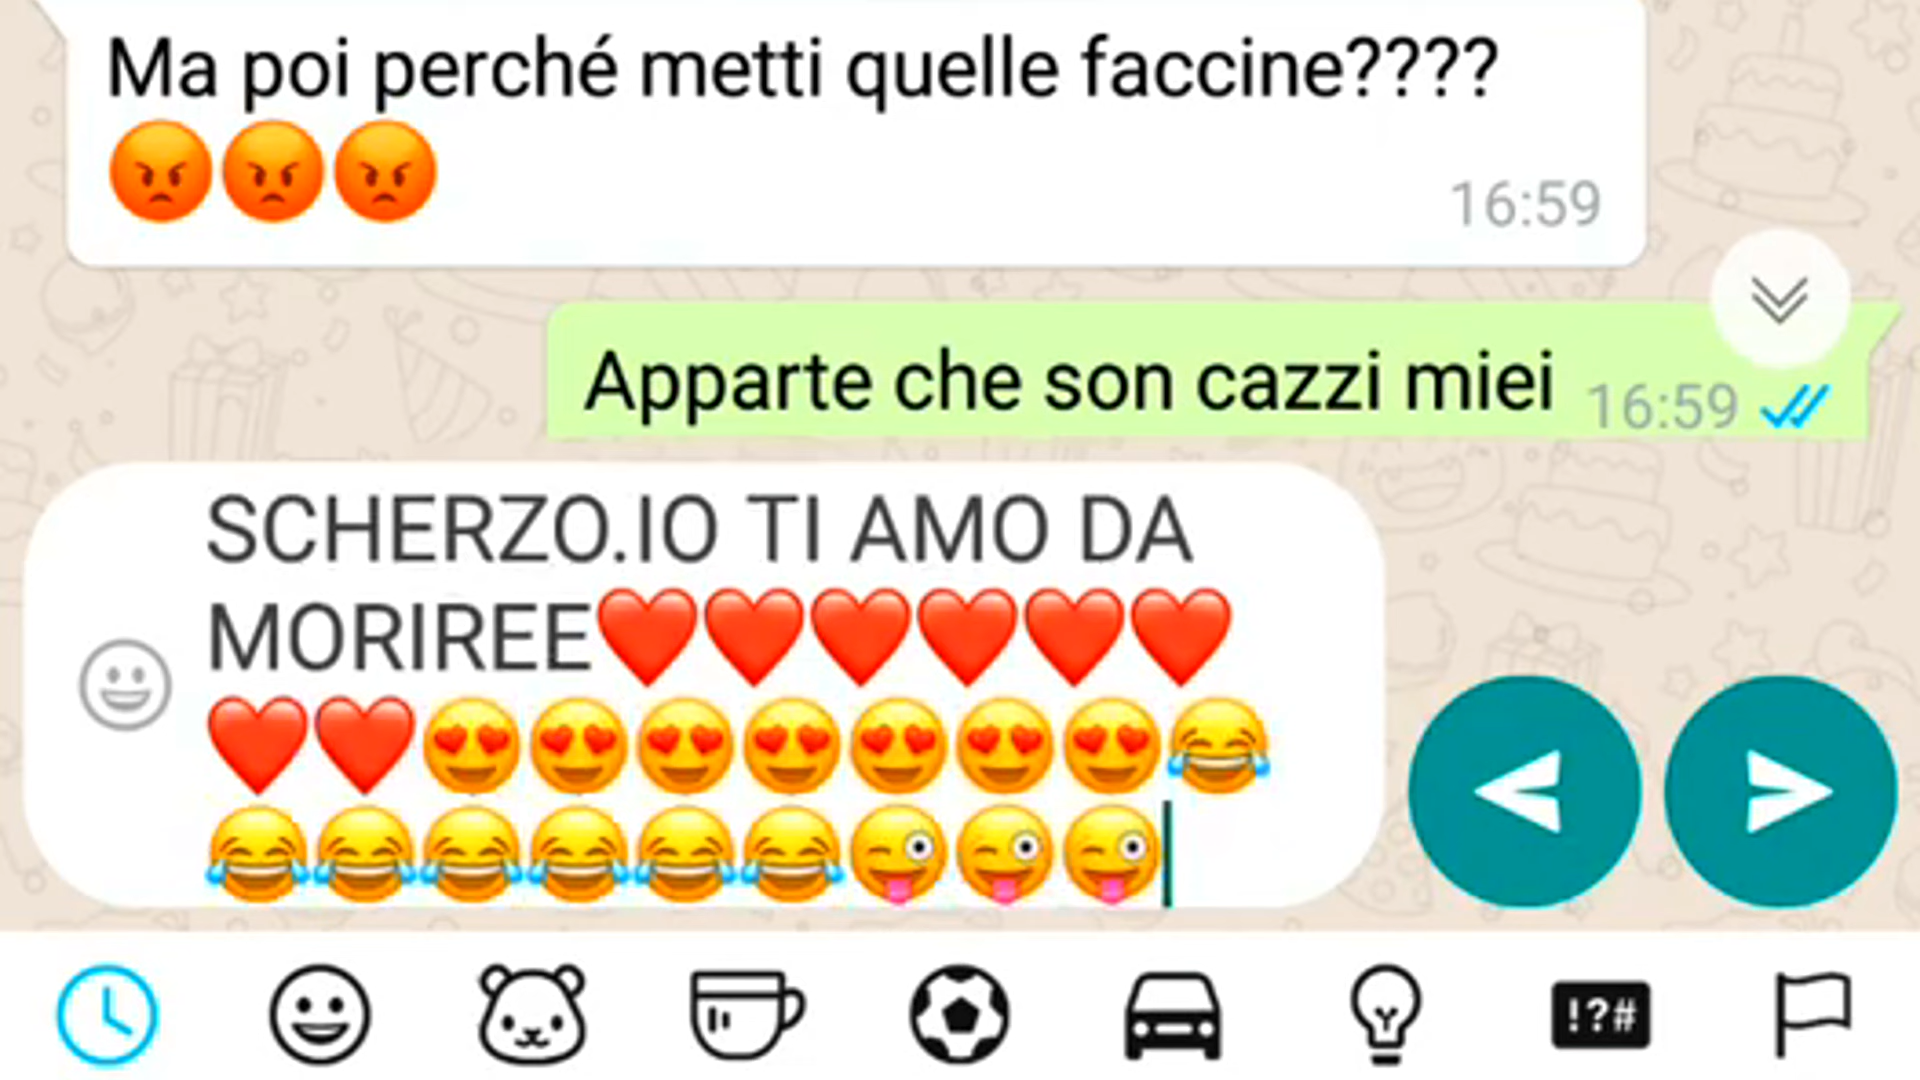 Ma poi perché metti quelle faccine????
😡😡😡
16:59
Apparte che son cazzi miei 16:59
SCHERZO.IO TI AMO DA
MORIREE❤️❤️❤️❤️❤️❤️
❤️❤️😍😍😍😍😍😍😍😂
😂😂😂😂😂😂😜😜😜
!?#